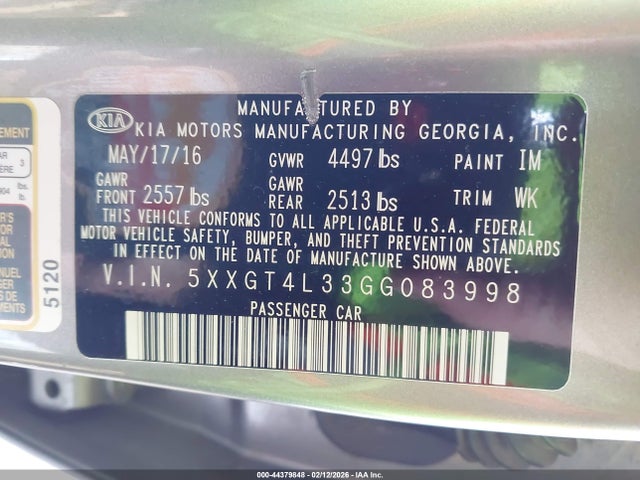 MANUFACTURED BY
KIA KIA MOTORS MANUFACTURING GEORGIA, INC.
MAY/17/16 GVWR 4497 lbs PAINT IM
GAWR FRONT 2557 lbs GAWR REAR 2513 lbs TRIM WK
THIS VEHICLE CONFORMS TO ALL APPLICABLE U.S.A. FEDERAL
MOTOR VEHICLE SAFETY, BUMPER, AND THEFT PREVENTION STANDARDS
IN EFFECT ON THE DATE OF MANUFACTURE SHOWN ABOVE.
V.I.N. 5XXGT4L33GG083998
PASSENGER CAR
5120
000-44379848 - 02/12/2026 - IAA Inc.